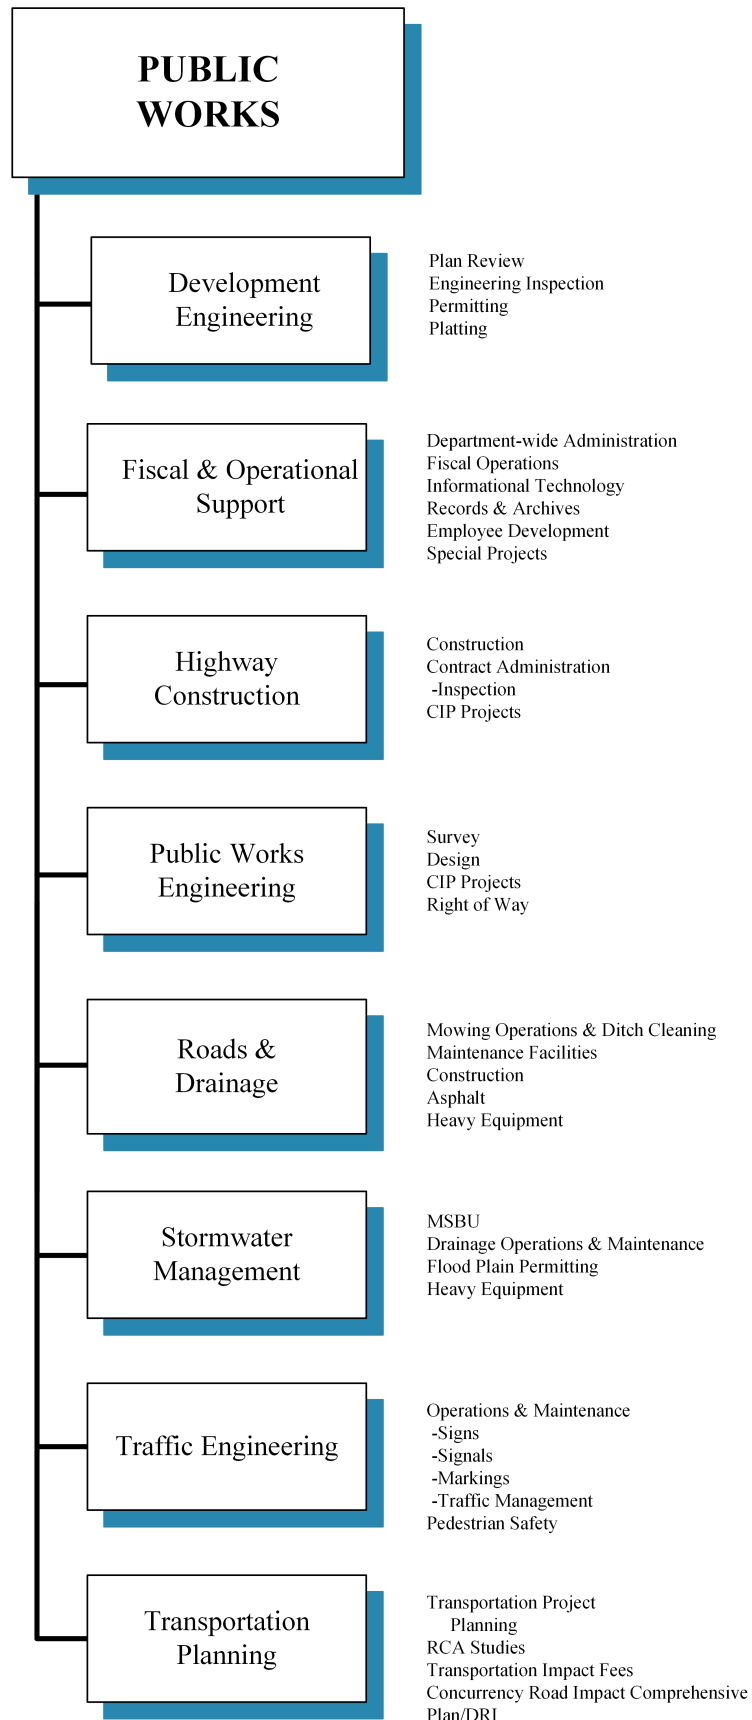 PUBLIC
WORKS
Development
Engineering
Plan Review
Engineering Inspection
Permitting
Platting
Fiscal & Operational
Support
Department-wide Administration
Fiscal Operations
Informational Technology
Records & Archives
Employee Development
Special Projects
Highway
Construction
Construction
Contract Administration
-Inspection
CIP Projects
Public Works
Engineering
Survey
Design
CIP Projects
Right of Way
Roads &
Drainage
Mowing Operations & Ditch Cleaning
Maintenance Facilities
Construction
Asphalt
Heavy Equipment
Stormwater
Management
MSBU
Drainage Operations & Maintenance
Flood Plain Permitting
Heavy Equipment
Traffic Engineering
Operations & Maintenance
-Signs
-Signals
-Markings
-Traffic Management
Pedestrian Safety
Transportation
Planning
Transportation Project
Planning
RCA Studies
Transportation Impact Fees
Concurrency Road Impact Comprehensive
Plan/DRI